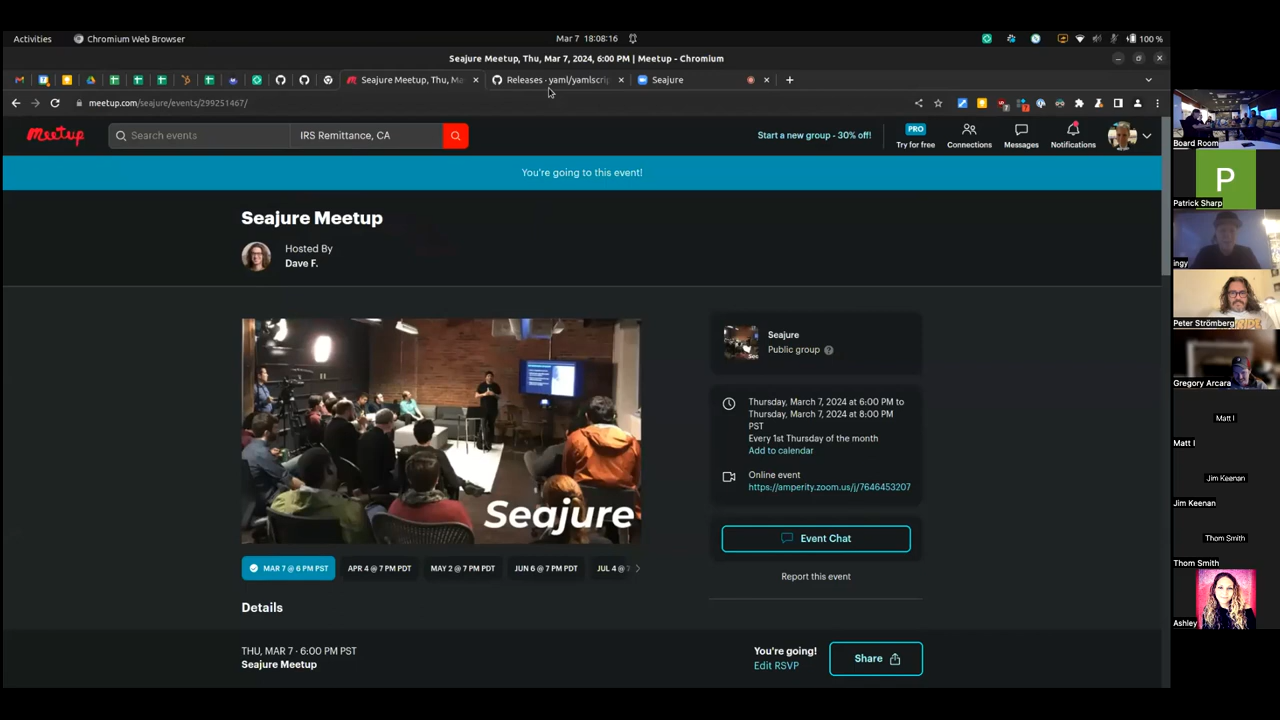 Activities
Chromium Web Browser
Mar 7 18:08:16
100 %
Seajure Meetup, Thu, Mar 7, 2024, 6:00 PM | Meetup - Chromium
Seajure Meetup, Thu, Ma
Releases · yaml/yamlscrip
Seajure
meetup.com/seajure/events/299251467/
Meetup
Search events
IRS Remittance, CA
Start a new group - 30% off!
PRO
Try for free
Connections
Messages
Notifications
You're going to this event!
Seajure Meetup
Hosted By
Dave F.
Seajure
Seajure
Public group
Thursday, March 7, 2024 at 6:00 PM to
Thursday, March 7, 2024 at 8:00 PM
PST
Every 1st Thursday of the month
Add to calendar
Online event
https://amperity.zoom.us/j/7646453207
Event Chat
Report this event
MAR 7 @ 6 PM PST
APR 4 @ 7 PM PDT
MAY 2 @ 7 PM PDT
JUN 6 @ 7 PM PDT
JUL 4 @ 7
Details
THU, MAR 7 · 6:00 PM PST
Seajure Meetup
You're going!
Edit RSVP
Share
Board Room
P
Patrick Sharp
ingy
Peter Strömberg
Gregory Arcara
Matt I
Matt I
Jim Keenan
Jim Keenan
Thom Smith
Thom Smith
Ashley